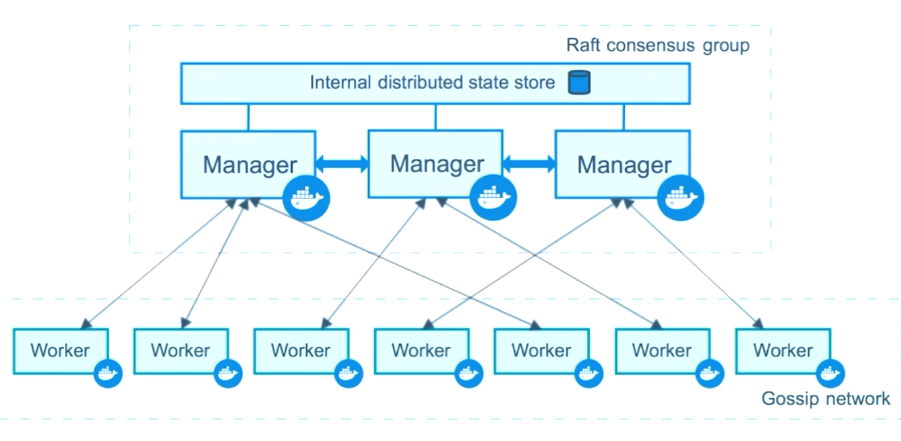 Raft consensus group
Internal distributed state store
Manager Manager Manager
Worker Worker Worker Worker Worker Worker Worker
Gossip network